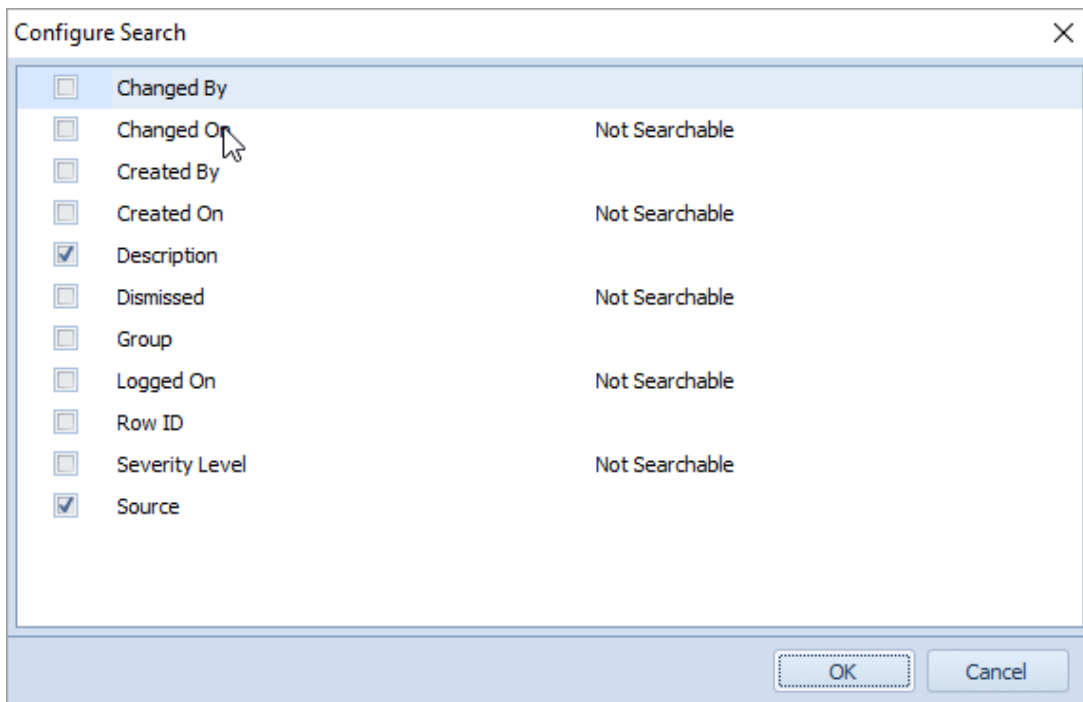 Configure Search
Changed By
Changed On Not Searchable
Created By
Created On Not Searchable
Description
Dismissed Not Searchable
Group
Logged On Not Searchable
Row ID
Severity Level Not Searchable
Source
OK Cancel